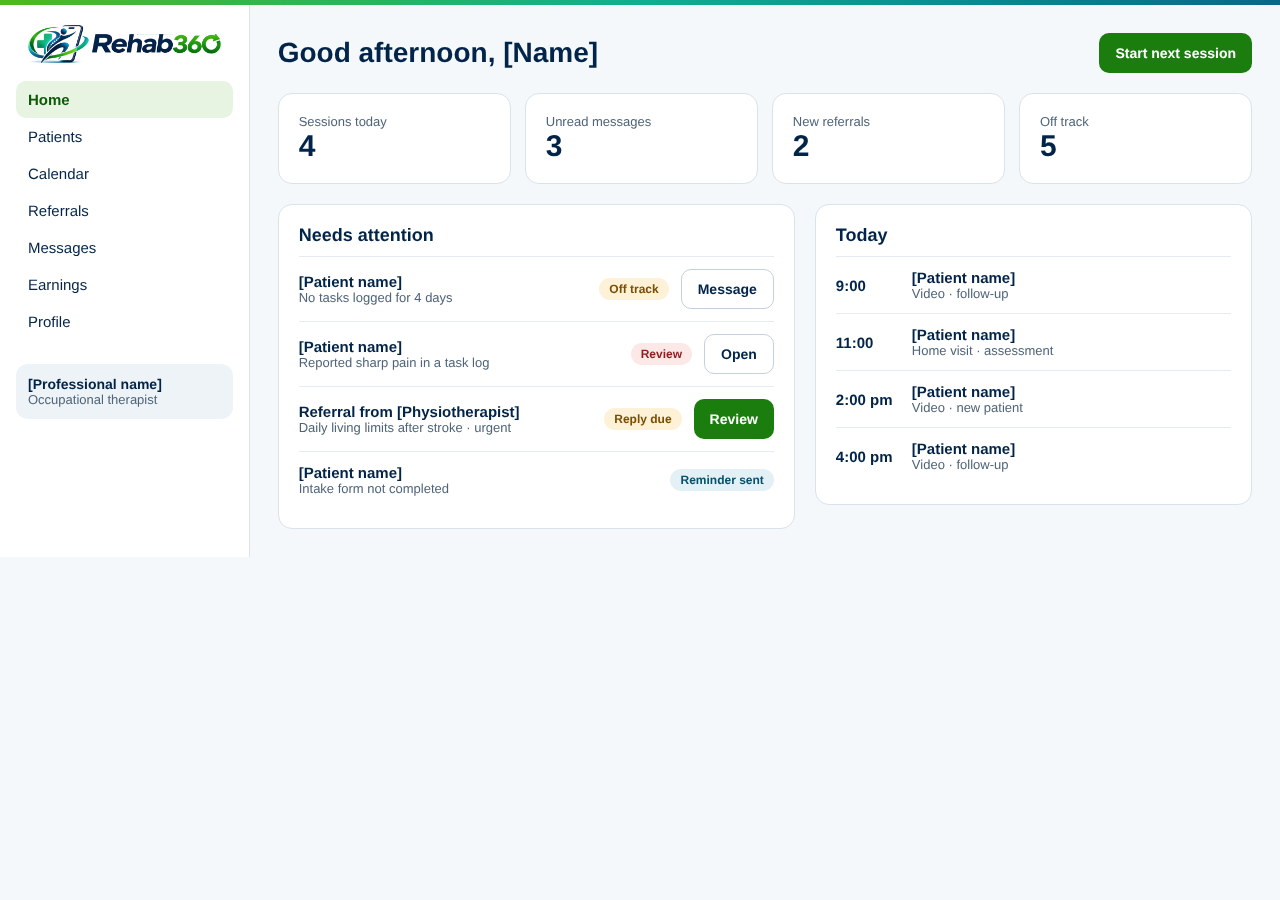 Rehab360
Home
Patients
Calendar
Referrals
Messages
Earnings
Profile
[Professional name]
Occupational therapist
Good afternoon, [Name]
Start next session
Sessions today
4
Unread messages
3
New referrals
2
Off track
5
Needs attention
[Patient name]
No tasks logged for 4 days
Off track
Message
[Patient name]
Reported sharp pain in a task log
Review
Open
Referral from [Physiotherapist]
Daily living limits after stroke · urgent
Reply due
Review
[Patient name]
Intake form not completed
Reminder sent
Today
9:00
[Patient name]
Video · follow-up
11:00
[Patient name]
Home visit · assessment
2:00 pm
[Patient name]
Video · new patient
4:00 pm
[Patient name]
Video · follow-up